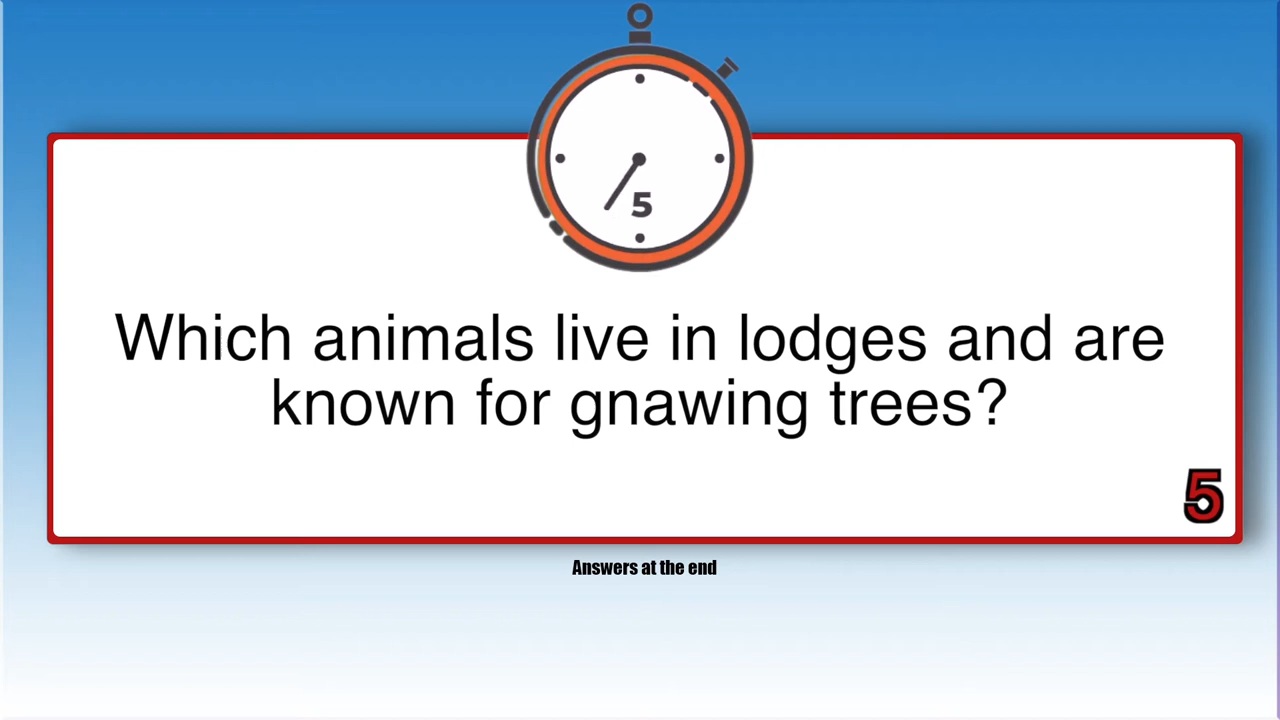 5
Which animals live in lodges and are
known for gnawing trees?
5
Answers at the end